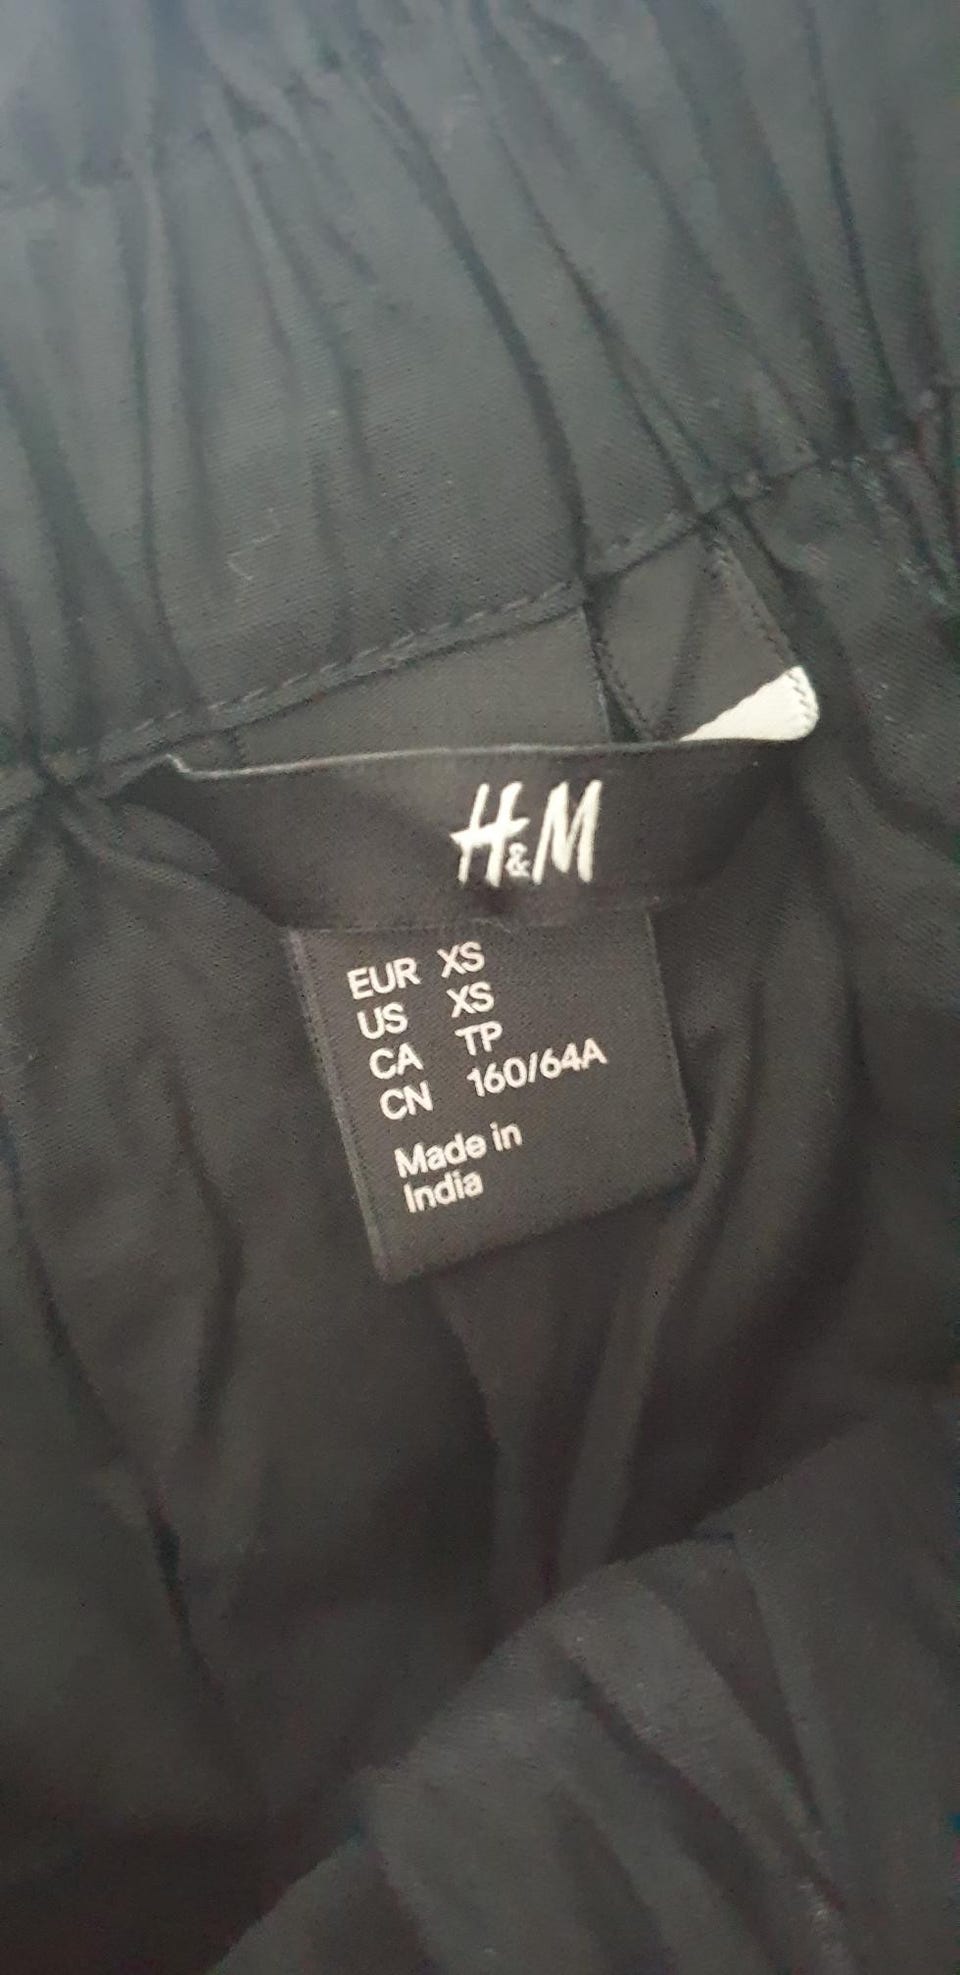 H&M
EUR XS
US XS
CA TP
CN 160/64A
Made in
India